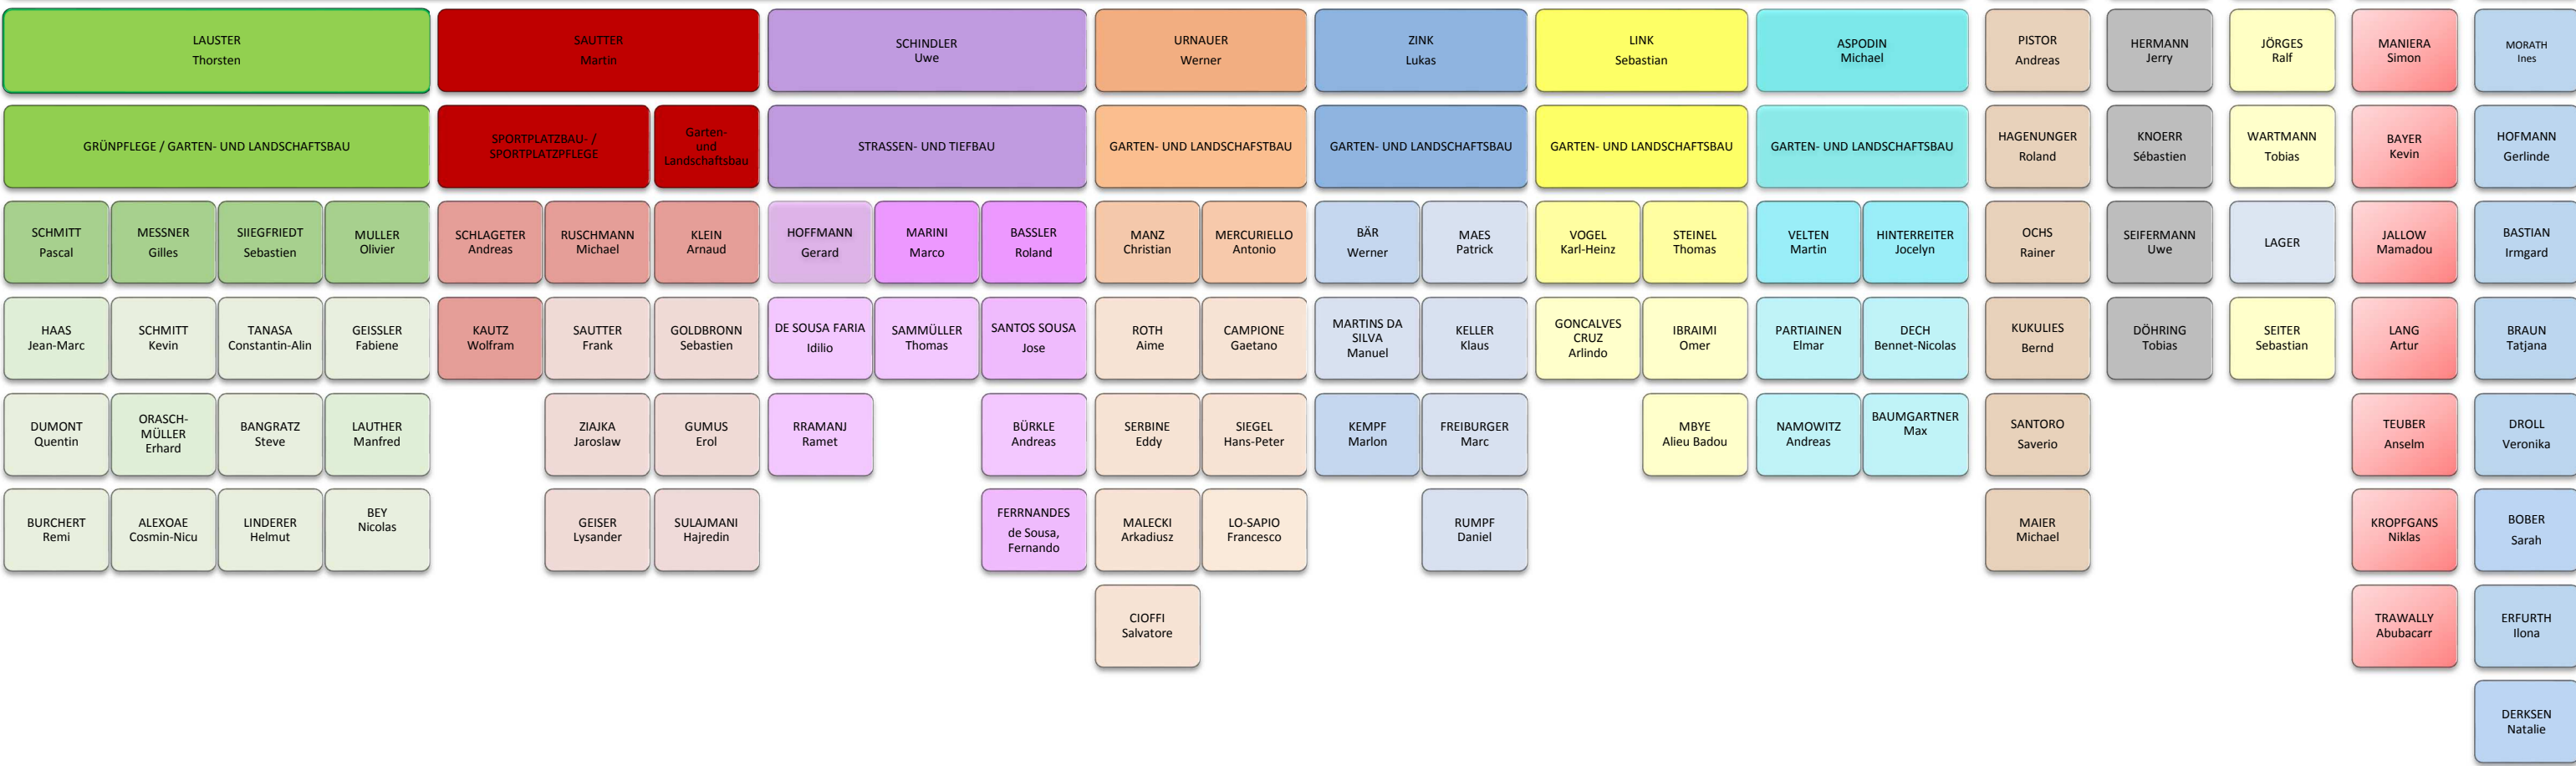 LAUSTER
Thorsten
SAUTTER
Martin
SCHINDLER
Uwe
URNAUER
Werner
ZINK
Lukas
LINK
Sebastian
ASPODIN
Michael
PISTOR
Andreas
HERMANN
Jerry
JÖRGES
Ralf
MANIERA
Simon
MORATH
Ines
GRÜNPFLEGE / GARTEN- UND LANDSCHAFTSBAU
SPORTPLATZBAU- /
SPORTPLATZPFLEGE
Garten-
und
Landschaftsbau
STRASSEN- UND TIEFBAU
GARTEN- UND LANDSCHAFSTBAU
GARTEN- UND LANDSCHAFTSBAU
GARTEN- UND LANDSCHAFTSBAU
GARTEN- UND LANDSCHAFTSBAU
HAGENUNGER
Roland
KNOERR
Sébastien
WARTMANN
Tobias
BAYER
Kevin
HOFMANN
Gerlinde
SCHMITT
Pascal
MESSNER
Gilles
SIIEGFRIEDT
Sebastien
MULLER
Olivier
SCHLAGETER
Andreas
RUSCHMANN
Michael
KLEIN
Arnaud
HOFFMANN
Gerard
MARINI
Marco
BASSLER
Roland
MANZ
Christian
MERCURIELLO
Antonio
BÄR
Werner
MAES
Patrick
VOGEL
Karl-Heinz
STEINEL
Thomas
VELTEN
Martin
HINTERREITER
Jocelyn
OCHS
Rainer
SEIFERMANN
Uwe
LAGER
JALLOW
Mamadou
BASTIAN
Irmgard
HAAS
Jean-Marc
SCHMITT
Kevin
TANASA
Constantin-Alin
GEISSLER
Fabiene
KAUTZ
Wolfram
SAUTTER
Frank
GOLDBRONN
Sebastien
DE SOUSA FARIA
Idilio
SAMMÜLLER
Thomas
SANTOS SOUSA
Jose
ROTH
Aime
CAMPIONE
Gaetano
MARTINS DA
SILVA
Manuel
KELLER
Klaus
GONCALVES
CRUZ
Arlindo
IBRAIMI
Omer
PARTIAINEN
Elmar
DECH
Bennet-Nicolas
KUKULIES
Bernd
DÖHRING
Tobias
SEITER
Sebastian
LANG
Artur
BRAUN
Tatjana
DUMONT
Quentin
ORASCH-
MÜLLER
Erhard
BANGRATZ
Steve
LAUTHER
Manfred
ZIAJKA
Jaroslaw
GUMUS
Erol
RRAMANJ
Ramet
BÜRKLE
Andreas
SERBINE
Eddy
SIEGEL
Hans-Peter
KEMPF
Marlon
FREIBURGER
Marc
MBYE
Alieu Badou
NAMOWITZ
Andreas
BAUMGARTNER
Max
SANTORO
Saverio
TEUBER
Anselm
DROLL
Veronika
BURCHERT
Remi
ALEXOAE
Cosmin-Nicu
LINDERER
Helmut
BEY
Nicolas
GEISER
Lysander
SULAJMANI
Hajredin
FERRNANDES
de Sousa,
Fernando
MALECKI
Arkadiusz
LO-SAPIO
Francesco
RUMPF
Daniel
MAIER
Michael
KROPFGANS
Niklas
BOBER
Sarah
CIOFFI
Salvatore
TRAWALLY
Abubacarr
ERFURTH
Ilona
DERKSEN
Natalie